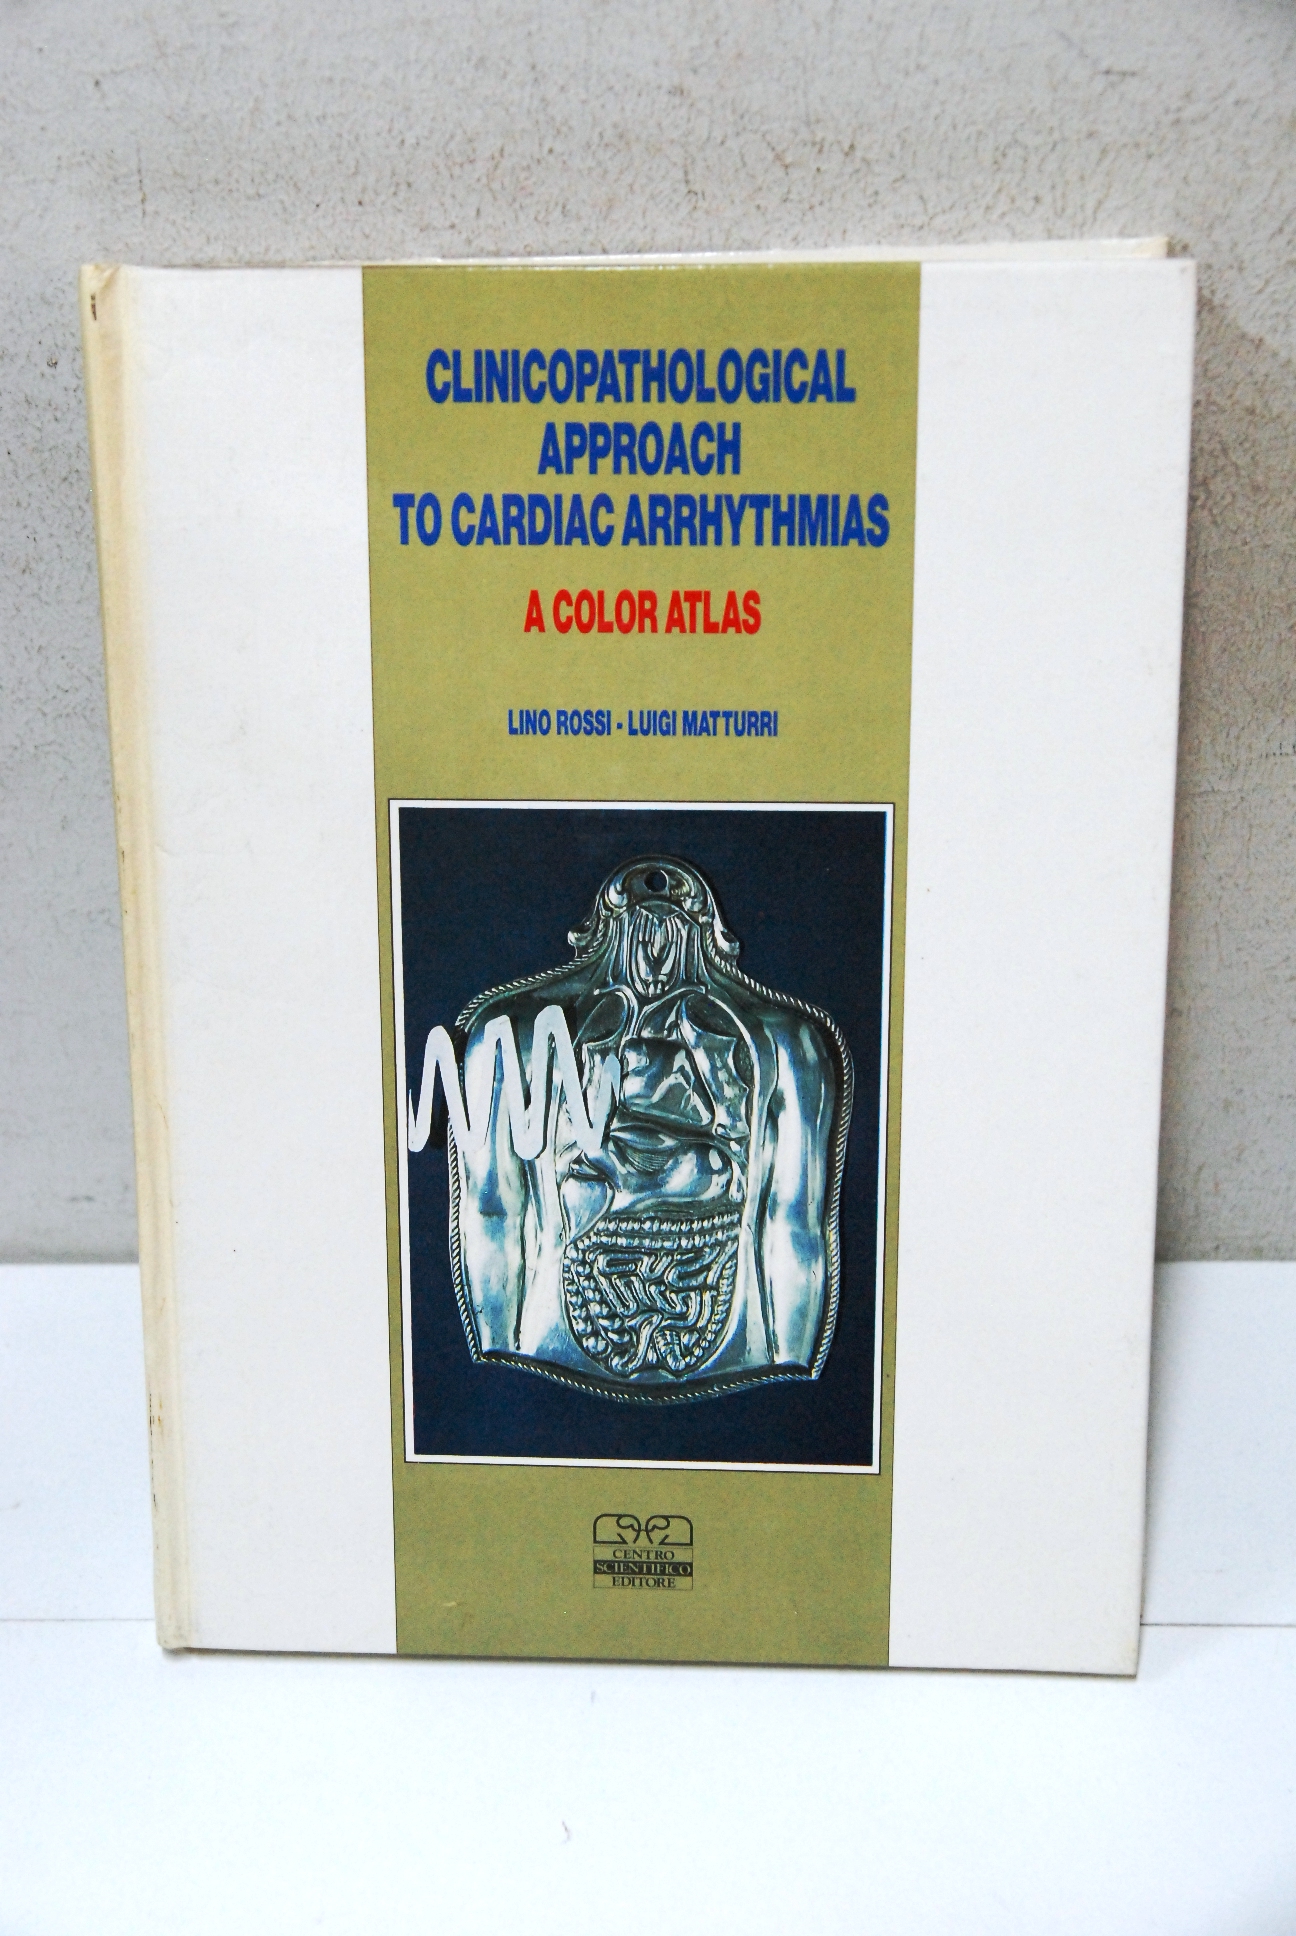 CLINICOPATHOLOGICAL
APPROACH
TO CARDIAC ARRHYTHMIAS
A COLOR ATLAS
LINO ROSSI - LUIGI MATTURRI
CENTRO
SCIENTIFICO
EDITORE